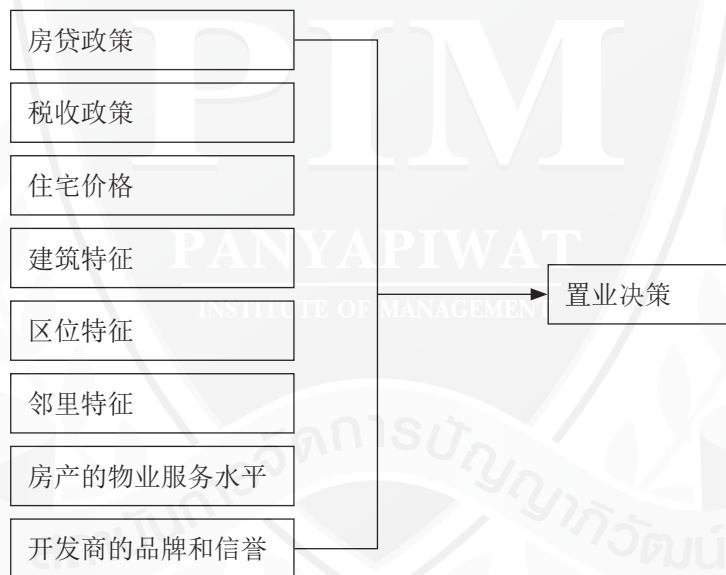 房贷政策
税收政策
住宅价格
建筑特征
区位特征
邻里特征
房产的物业服务水平
开发商的品牌和信誉
置业决策
PIM
PANYAPIWAT
INSTITUTE OF MANAGEMENT